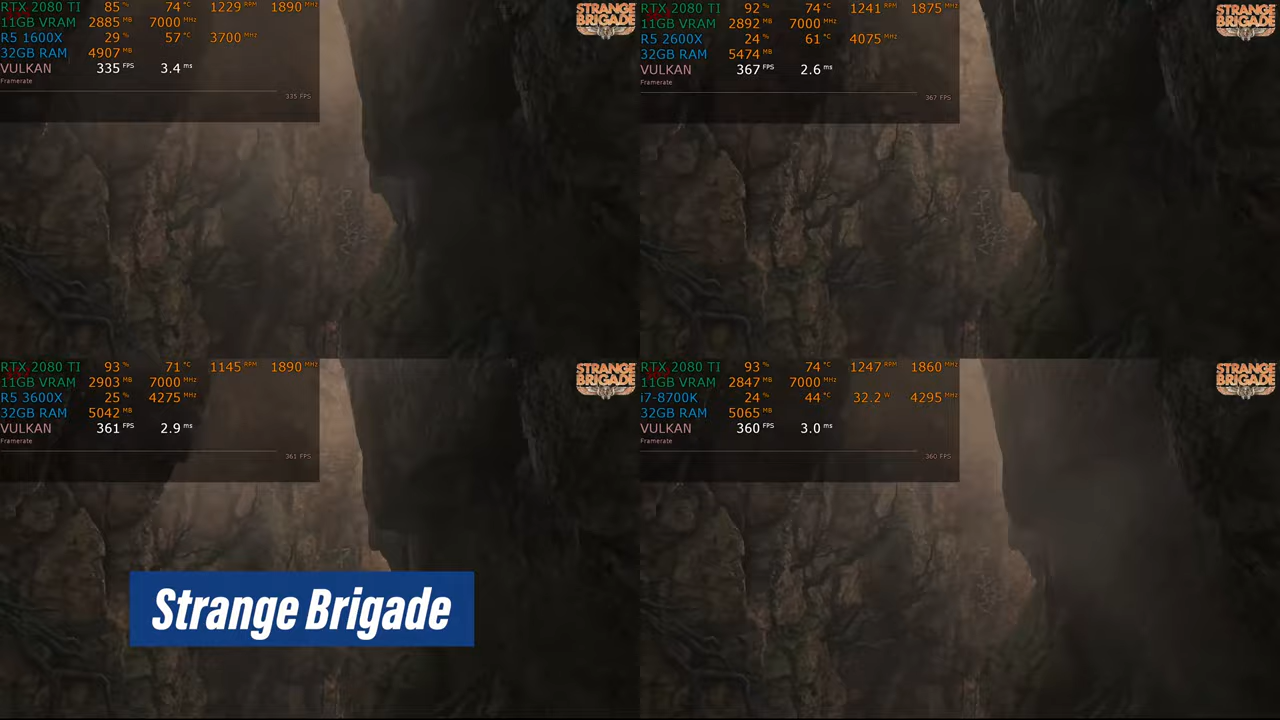 RTX 2080 TI 85 % 74 °C 1229 RPM 1890 MHz
11GB VRAM 2885 MB 7000 MHz
R5 1600X 29 % 57 °C 3700 MHz
32GB RAM 4907 MB
VULKAN 335 FPS 3.4 ms
Framerate
335 FPS
STRANGE
BRIGADE
RTX 2080 TI 92 % 74 °C 1241 RPM 1875 MHz
11GB VRAM 2892 MB 7000 MHz
R5 2600X 24 % 61 °C 4075 MHz
32GB RAM 5474 MB
VULKAN 367 FPS 2.6 ms
Framerate
367 FPS
STRANGE
BRIGADE
RTX 2080 TI 93 % 71 °C 1145 RPM 1890 MHz
11GB VRAM 2903 MB 7000 MHz
R5 3600X 25 % 4275 MHz
32GB RAM 5042 MB
VULKAN 361 FPS 2.9 ms
Framerate
361 FPS
STRANGE
BRIGADE
Strange Brigade
RTX 2080 TI 93 % 74 °C 1247 RPM 1860 MHz
11GB VRAM 2847 MB 7000 MHz
i7-8700K 24 % 44 °C 32.2 W 4295 MHz
32GB RAM 5065 MB
VULKAN 360 FPS 3.0 ms
Framerate
360 FPS
STRANGE
BRIGADE